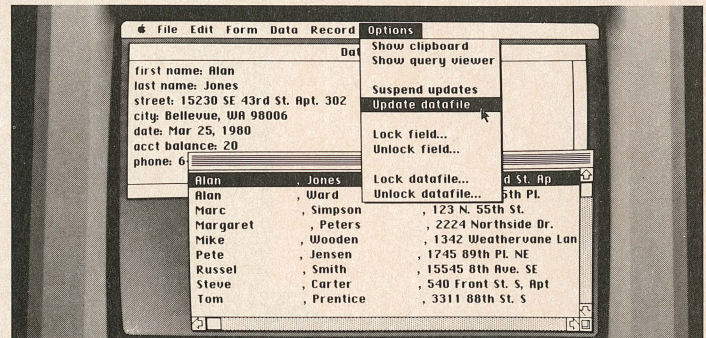 File Edit Form Data Record Options
Show clipboard
Show query viewer
Suspend updates
Update datafile
Lock field...
Unlock field...
Lock datafile...
Unlock datafile...
Dat
first name: Alan
last name: Jones
street: 15230 SE 43rd St. Apt. 302
city: Bellevue, WA 98006
date: Mar 25, 1980
acct balance: 20
phone: 6
Alan , Jones d St. Ap
Alan , Ward 5th Pl.
Marc , Simpson , 123 N. 55th St.
Margaret , Peters , 2224 Northside Dr.
Mike , Wooden , 1342 Weathervane Lan
Pete , Jensen , 1745 89th Pl. NE
Russel , Smith , 15545 8th Ave. SE
Steve , Carter , 540 Front St. S, Apt
Tom , Prentice , 3311 88th St. S